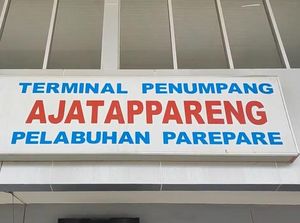 TERMINAL PENUMPANG
AJATAPPARENG
PELABUHAN PAREPARE